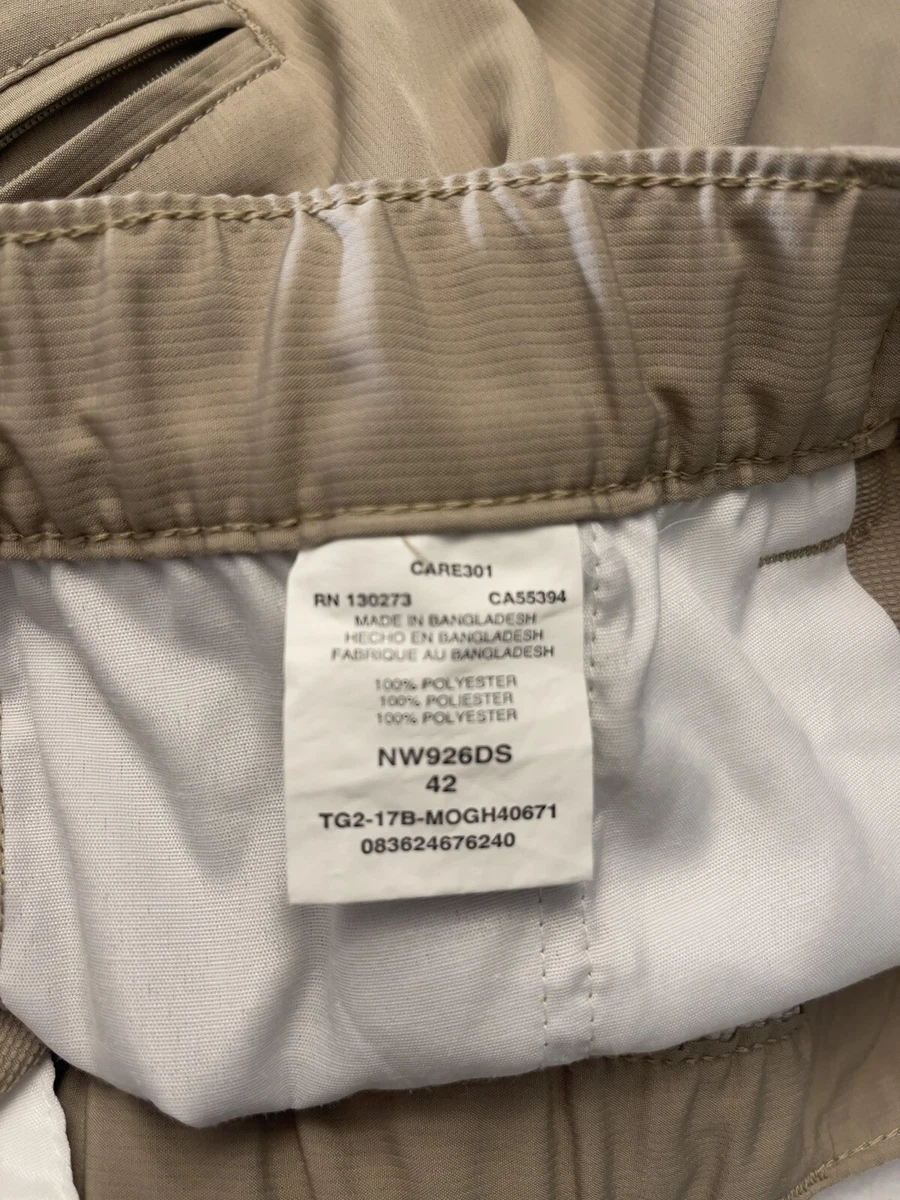 CARE301
RN 130273 CA55394
MADE IN BANGLADESH
HECHO EN BANGLADESH
FABRIQUE AU BANGLADESH
100% POLYESTER
100% POLIESTER
100% POLYESTER
NW926DS
42
TG2-17B-MOGH40671
083624676240